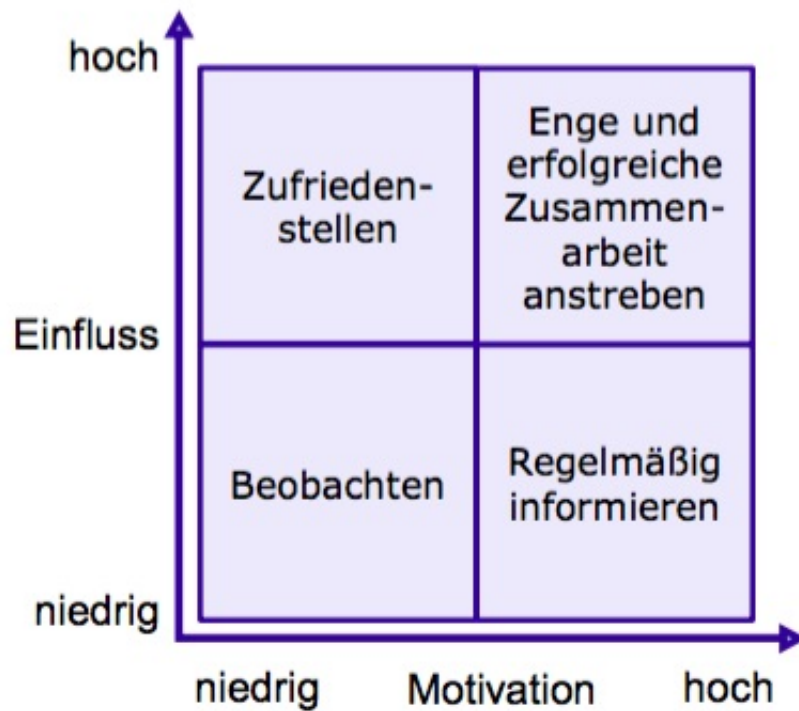 hoch
Zufrieden-
stellen
Enge und
erfolgreiche
Zusammen-
arbeit
anstreben
Einfluss
Beobachten
Regelmäßig
informieren
niedrig
niedrig
Motivation
hoch